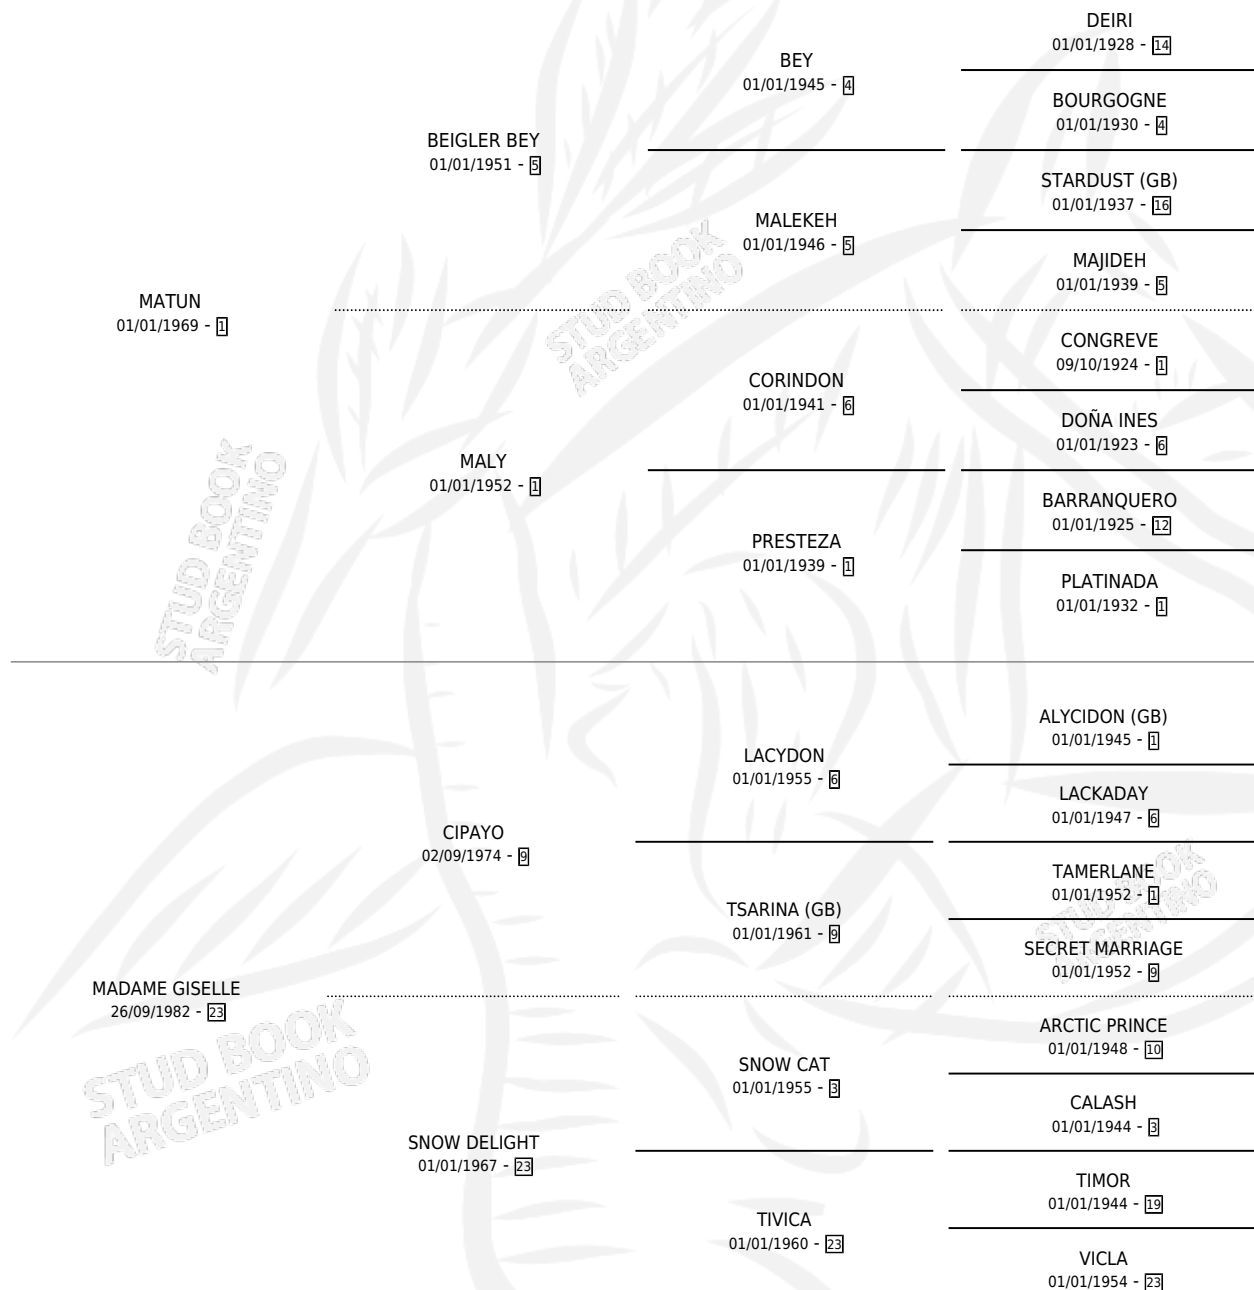 DEIRI
01/01/1928 - 14
BEY
01/01/1945 - 4
BOURGOGNE
01/01/1930 - 4
BEIGLER BEY
01/01/1951 - 5
STARDUST (GB)
01/01/1937 - 16
MALEKEH
01/01/1946 - 5
MAJIDEH
01/01/1939 - 5
MATUN
01/01/1969 - 1
CONGREVE
09/10/1924 - 1
CORINDON
01/01/1941 - 6
DOÑA INES
01/01/1923 - 6
MALY
01/01/1952 - 1
BARRANQUERO
01/01/1925 - 12
PRESTEZA
01/01/1939 - 1
PLATINADA
01/01/1932 - 1
ALYCIDON (GB)
01/01/1945 - 1
LACYDON
01/01/1955 - 6
LACKADAY
01/01/1947 - 6
CIPAYO
02/09/1974 - 9
TAMERLANE
01/01/1952 - 1
TSARINA (GB)
01/01/1961 - 9
SECRET MARRIAGE
01/01/1952 - 9
MADAME GISELLE
26/09/1982 - 23
ARCTIC PRINCE
01/01/1948 - 10
SNOW CAT
01/01/1955 - 3
CALASH
01/01/1944 - 3
SNOW DELIGHT
01/01/1967 - 23
TIMOR
01/01/1944 - 19
TIVICA
01/01/1960 - 23
VICLA
01/01/1954 - 23
STUD BOOK
ARGENTINO
STUD BOOK
ARGENTINO
STUD BOOK
ARGENTINO
STUD BOOK
ARGENTINO